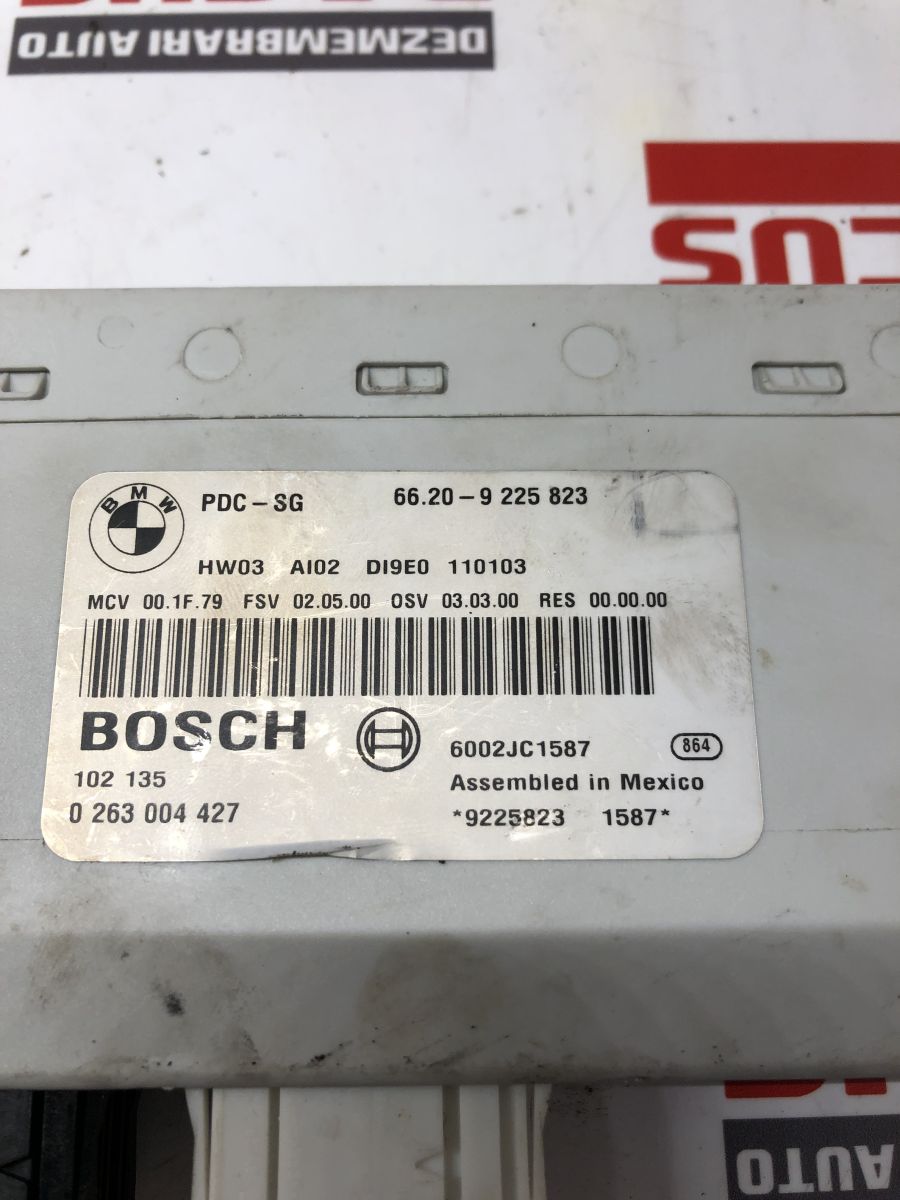 DEZMEMBRARI AUTO
CUS
BMW
PDC-SG 66.20-9 225 823
HW03 AI02 DI9E0 110103
MCV 00.1F.79 FSV 02.05.00 OSV 03.03.00 RES 00.00.00
BOSCH
6002JC1587 864
102 135 Assembled in Mexico
0 263 004 427 *9225823 1587*
AUTO